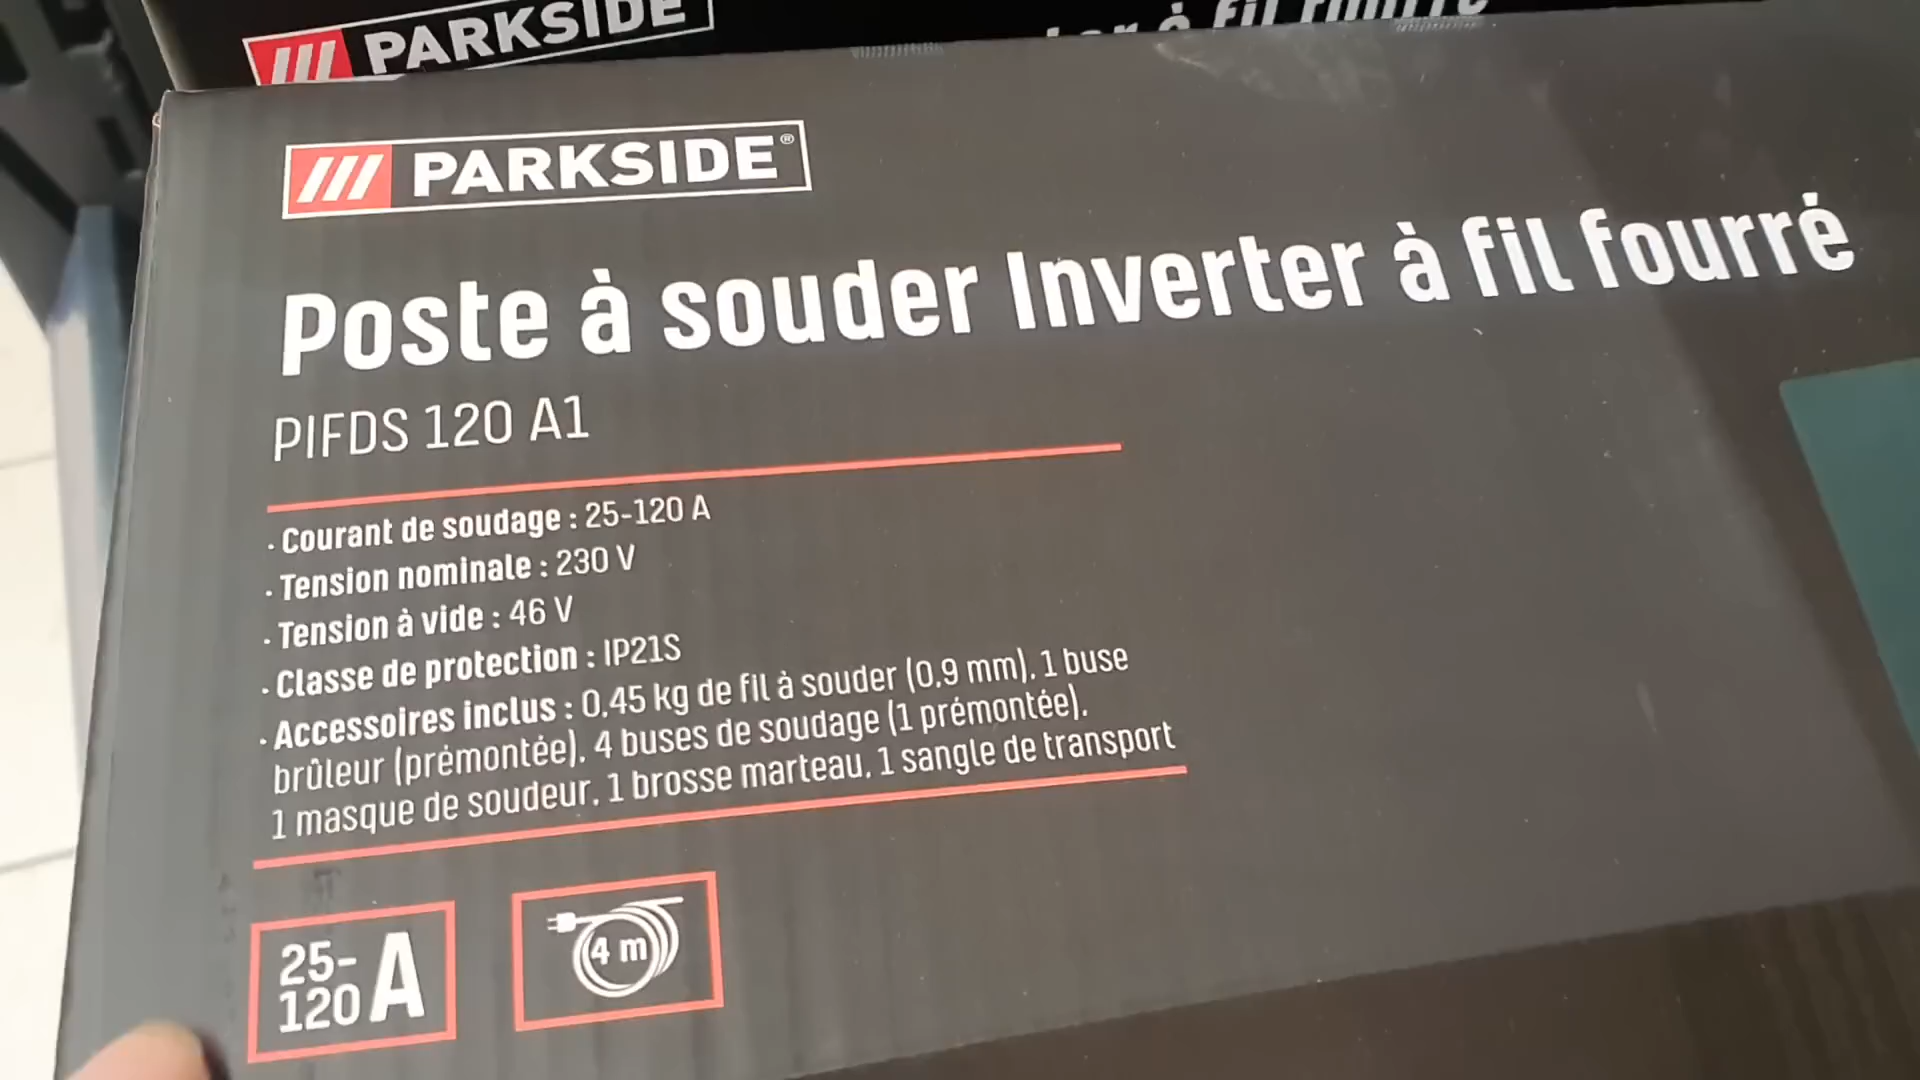 PARKSIDE
à fil fourré
PARKSIDE®
Poste à souder Inverter à fil fourré
PIFDS 120 A1
· Courant de soudage : 25-120 A
· Tension nominale : 230 V
· Tension à vide : 46 V
· Classe de protection : IP21S
· Accessoires inclus : 0,45 kg de fil à souder (0,9 mm), 1 buse
brûleur (prémontée), 4 buses de soudage (1 prémontée),
1 masque de soudeur, 1 brosse marteau, 1 sangle de transport
25-
120 A
4 m